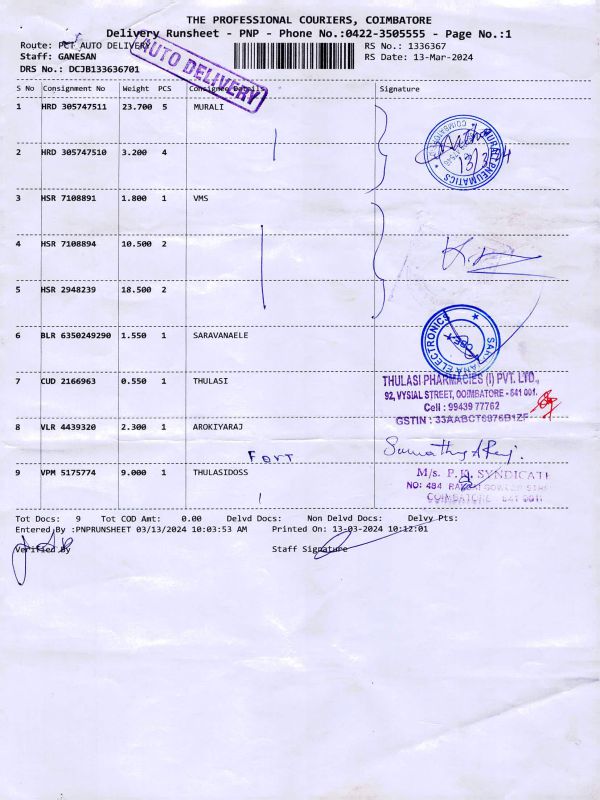 THE PROFESSIONAL COURIERS, COIMBATORE
Delivery Runsheet - PNP - Phone No.:0422-3505555 - Page No.:1
Route: PET AUTO DELIVERY
RS No.: 1336367
Staff: GANESAN
RS Date: 13-Mar-2024
DRS No.: DCJB133636701
AUTO DELIVERY
S No Consignment No Weight PCS Consignee Details Signature
1 HRD 305747511 23.700 5 MURALI
2 HRD 305747510 3.200 4
PNEUMATICS
3 HSR 7108891 1.800 1 VMS
4 HSR 7108894 10.500 2
5 HSR 2948239 18.500 2
6 BLR 6350249290 1.550 1 SARAVANAELE
ELECTRONICS
7 CUD 2166963 0.550 1 THULASI
THULASI PHARMACIES (I) PVT. LTD.,
92, VYSIAL STREET, COIMBATORE - 641 001.
Cell : 99439 77762
GSTIN : 33AABCT6976B1ZF
8 VLR 4439320 2.300 1 AROKIYARAJ
FORT
9 VPM 5175774 9.000 1 THULASIDOSS
M/s. P. SYNDICATE
NO: 484
COIMBATORE 641 001
Tot Docs: 9 Tot COD Amt: 0.00 Delvd Docs: Non Delvd Docs: Delvy Pts:
Entered By :PNPRUNSHEET 03/13/2024 10:03:53 AM Printed On: 13-03-2024 10:12:01
Verified By Staff Signature